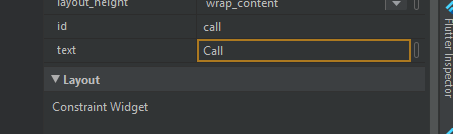 layout_height wrap_content
id call
text Call
Layout
Constraint Widget
Flutter Inspector